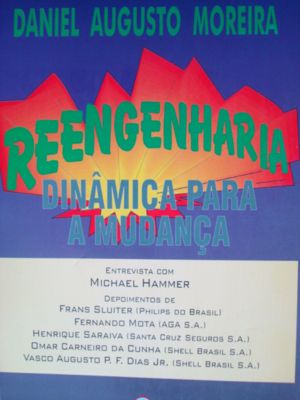 DANIEL AUGUSTO MOREIRA
REENGENHARIA
DINÂMICA PARA
A MUDANÇA
ENTREVISTA COM
MICHAEL HAMMER
DEPOIMENTOS DE
FRANS SLUITER (PHILIPS DO BRASIL)
FERNANDO MOTA (AGA S.A.)
HENRIQUE SARAIVA (SANTA CRUZ SEGUROS S.A.)
OMAR CARNEIRO DA CUNHA (SHELL BRASIL S.A.)
VASCO AUGUSTO P. F. DIAS JR. (SHELL BRASIL S.A.)